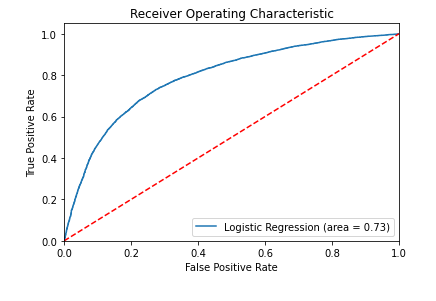 Receiver Operating Characteristic
1.0
0.8
0.6
0.4
0.2
0.0
True Positive Rate
Logistic Regression (area = 0.73)
0.0 0.2 0.4 0.6 0.8 1.0
False Positive Rate